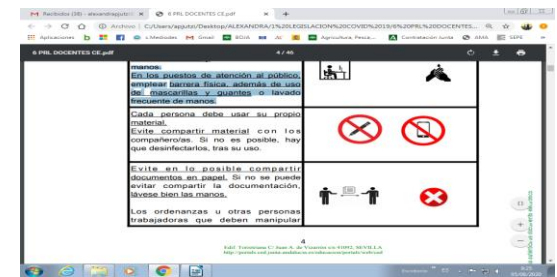 Recibidos (28) - alexandrapjutr
6 PRL DOCENTES CE.pdf
Archivo | C:/Users/apjut/Desktop/ALEXANDRA/1%20LEGISLACION%20COVID%2019/6%20PRL%20DOCENTES...
Aplicaciones
Gmail
BOJA
Agricultura, Pesca...
Contratación Junta
SEPE
6 PRL DOCENTES CE.pdf
4 / 46
manos.
En los puestos de atención al público,
emplear barrera física, además de uso
de mascarillas y guantes o lavado
frecuente de manos.
Cada persona debe usar su propio
material.
Evite compartir material con los
compañero/as. Si no es posible, hay
que desinfectarlos, tras su uso.
Evite en lo posible compartir
documentos en papel. Si no se puede
evitar compartir la documentación,
lávese bien las manos.
Los ordenanzas u otras personas
trabajadoras que deben manipular
4